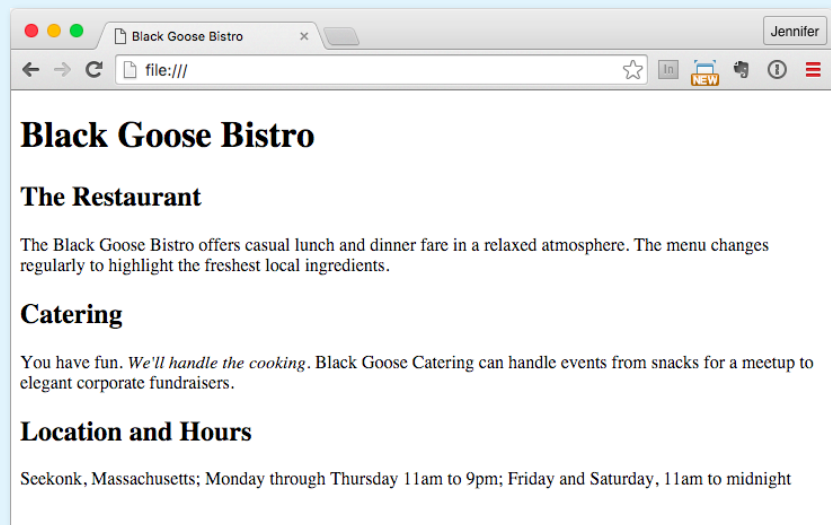 Black Goose Bistro
Jennifer
file:///
In
NEW
Black Goose Bistro
The Restaurant
The Black Goose Bistro offers casual lunch and dinner fare in a relaxed atmosphere. The menu changes
regularly to highlight the freshest local ingredients.
Catering
You have fun. We'll handle the cooking. Black Goose Catering can handle events from snacks for a meetup to
elegant corporate fundraisers.
Location and Hours
Seekonk, Massachusetts; Monday through Thursday 11am to 9pm; Friday and Saturday, 11am to midnight